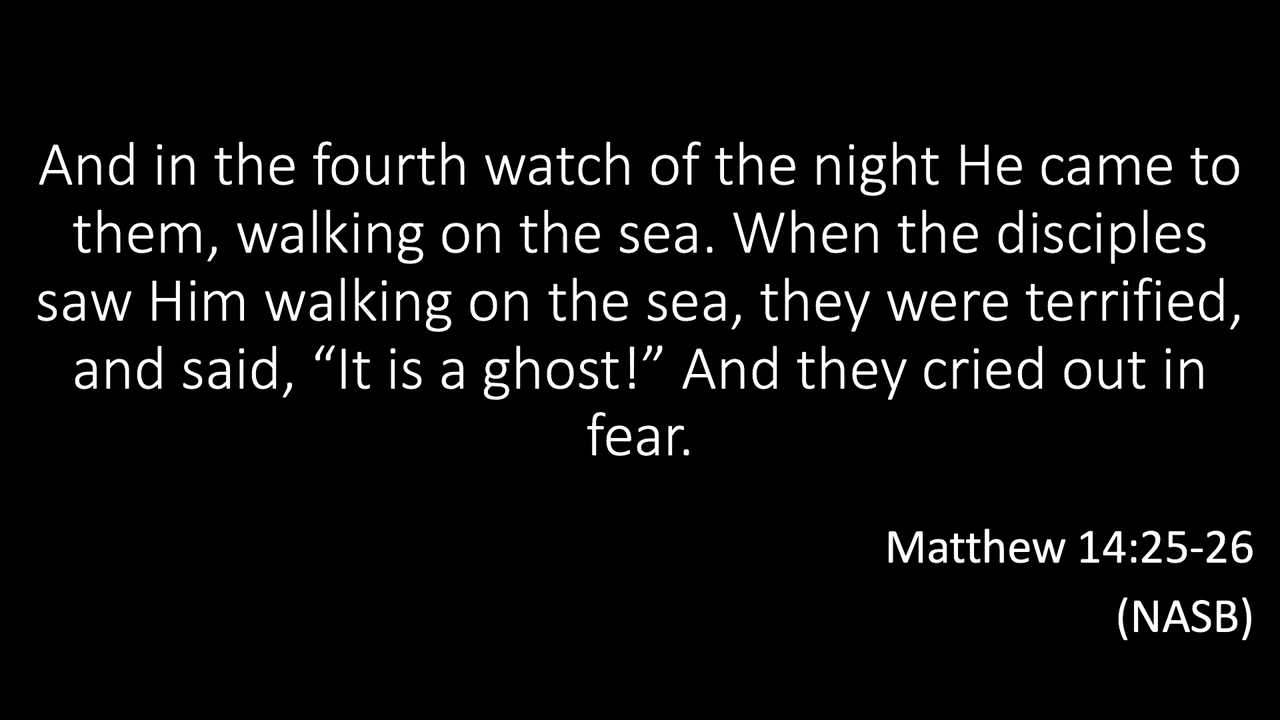 And in the fourth watch of the night He came to
them, walking on the sea. When the disciples
saw Him walking on the sea, they were terrified,
and said, “It is a ghost!” And they cried out in
fear.
Matthew 14:25-26
(NASB)